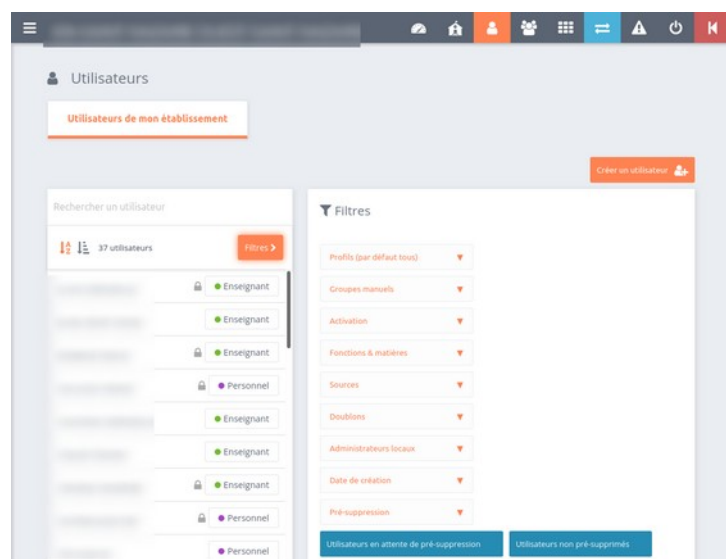 Utilisateurs
Utilisateurs de mon établissement
Créer un utilisateur
Rechercher un utilisateur
37 utilisateurs
Filtres
Enseignant
Enseignant
Enseignant
Personnel
Enseignant
Enseignant
Enseignant
Personnel
Personnel
Filtres
Profils (par défaut tous)
Groupes manuels
Activation
Fonctions & matières
Sources
Doublons
Administrateurs locaux
Date de création
Pré-suppression
Utilisateurs en attente de pré-suppression
Utilisateurs non pré-supprimés